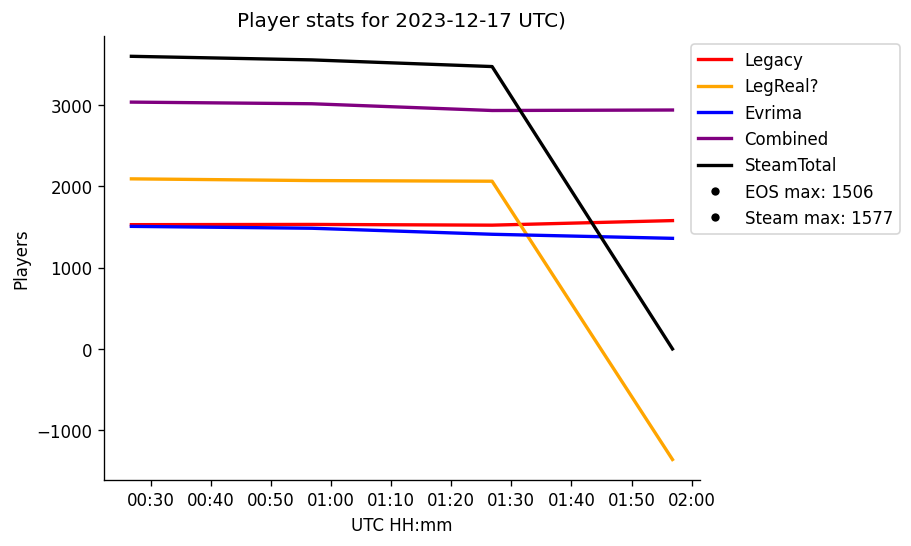 Player stats for 2023-12-17 UTC)
Legacy
LegReal?
Evrima
Combined
SteamTotal
EOS max: 1506
Steam max: 1577
Players
3000
2000
1000
0
−1000
00:30 00:40 00:50 01:00 01:10 01:20 01:30 01:40 01:50 02:00
UTC HH:mm